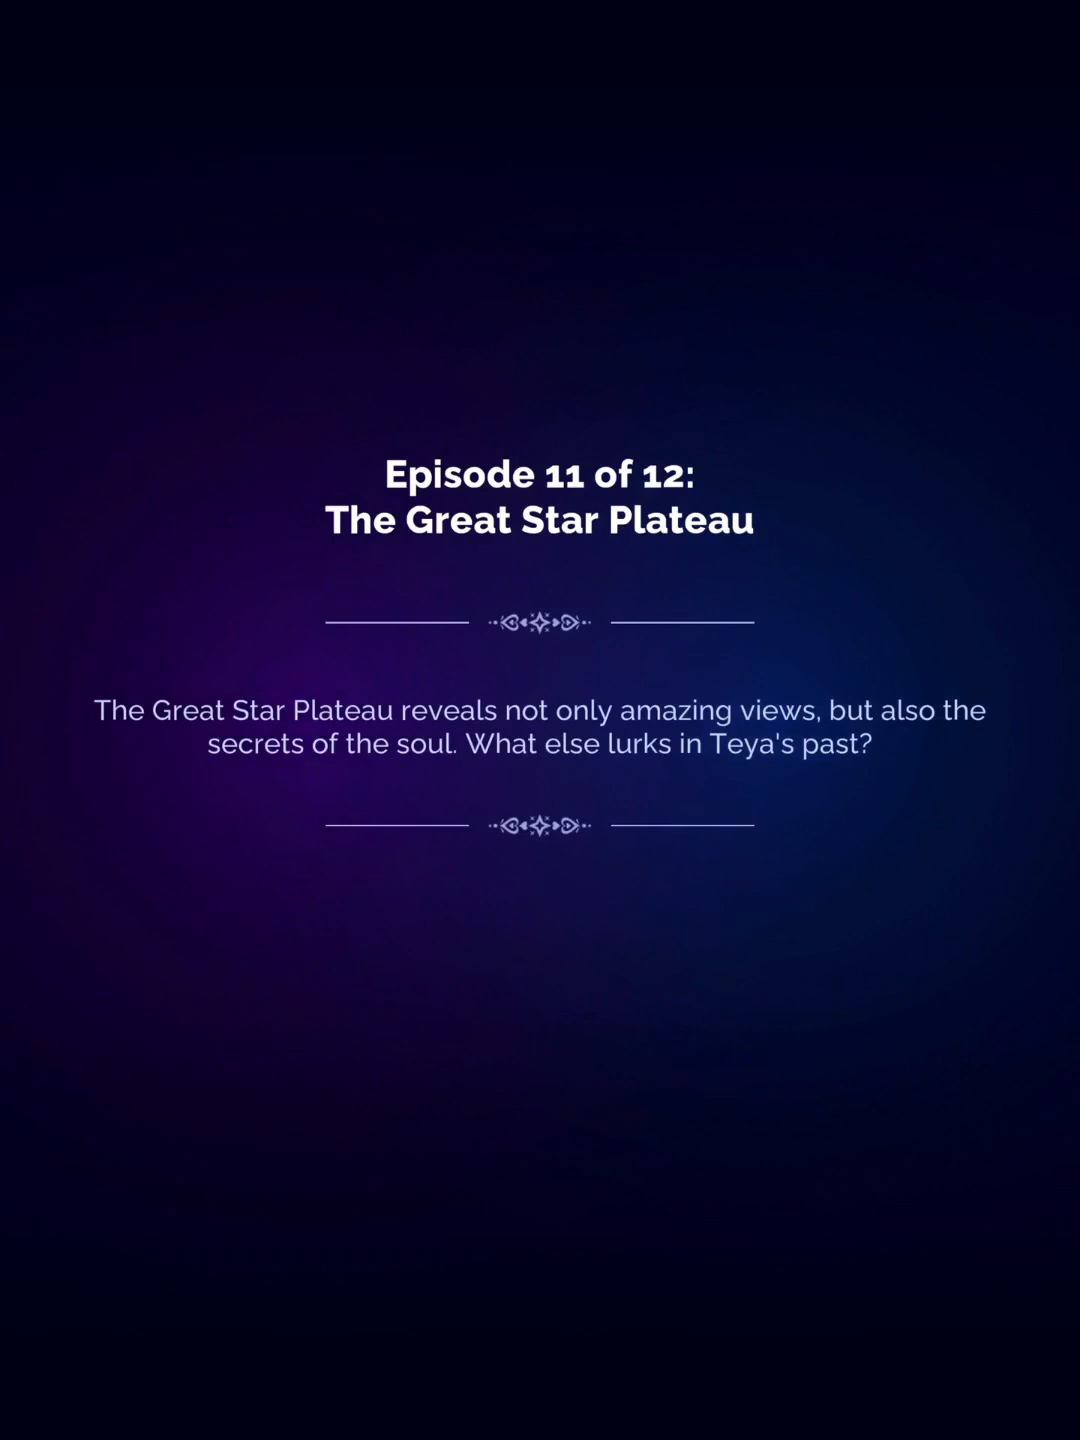 Episode 11 of 12:
The Great Star Plateau
The Great Star Plateau reveals not only amazing views, but also the
secrets of the soul. What else lurks in Teya's past?